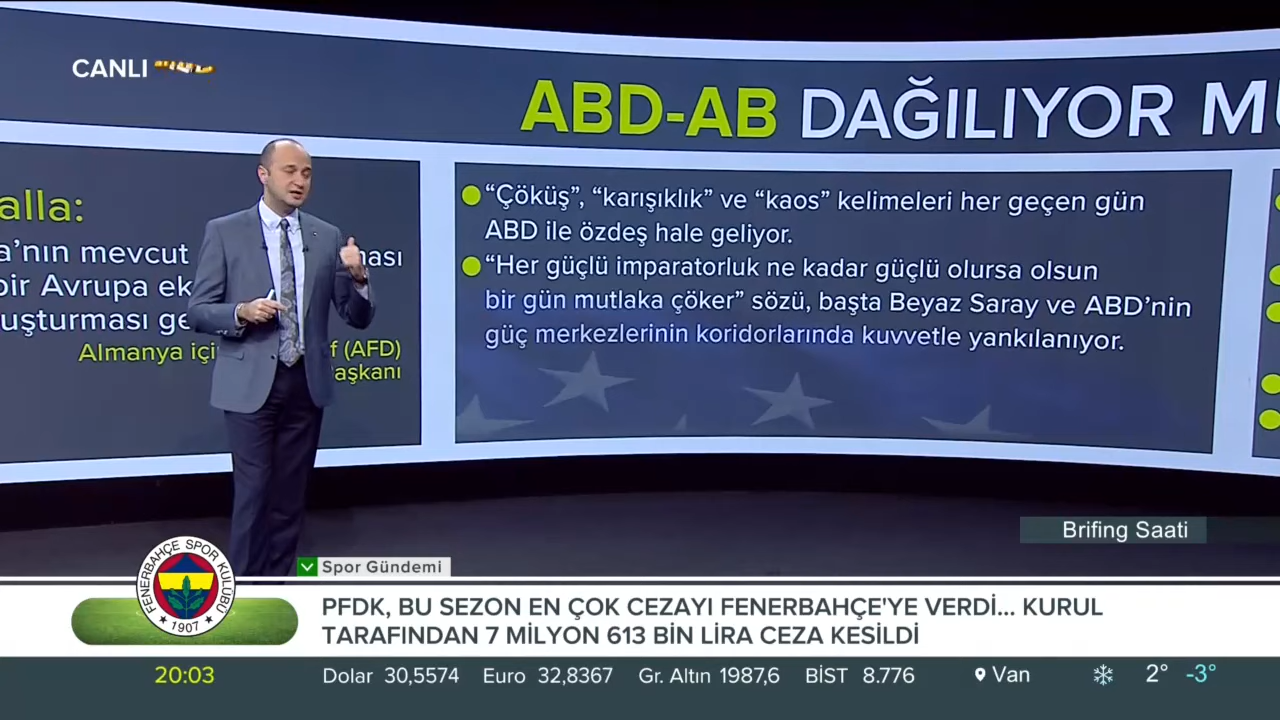 CANLI
ABD-AB DAĞILIYOR M
alla:
a'nın mevcut ması
bir Avrupa ek
uşturması ge
Almanya içi f (AFD)
aşkanı
"Çöküş", "karışıklık" ve "kaos" kelimeleri her geçen gün
ABD ile özdeş hale geliyor.
"Her güçlü imparatorluk ne kadar güçlü olursa olsun
bir gün mutlaka çöker" sözü, başta Beyaz Saray ve ABD'nin
güç merkezlerinin koridorlarında kuvvetle yankılanıyor.
Brifing Saati
Spor Gündemi
FENERBAHÇE SPOR KULÜBÜ
1907
PFDK, BU SEZON EN ÇOK CEZAYI FENERBAHÇE'YE VERDİ... KURUL
TARAFINDAN 7 MİLYON 613 BİN LİRA CEZA KESİLDİ
20:03 Dolar 30,5574 Euro 32,8367 Gr. Altın 1987,6 BİST 8.776 Van 2° -3°